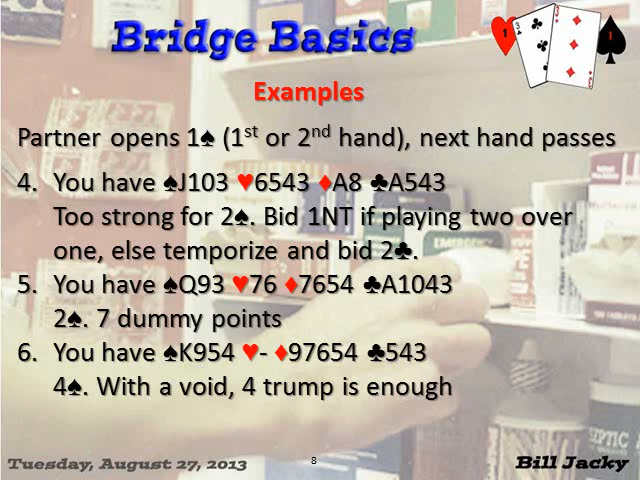 Bridge Basics
Examples
Partner opens 1♠ (1st or 2nd hand), next hand passes
4. You have ♠J103 ♥6543 ♦A8 ♣A543
Too strong for 2♠. Bid 1NT if playing two over
one, else temporize and bid 2♣.
5. You have ♠Q93 ♥76 ♦7654 ♣A1043
2♠. 7 dummy points
6. You have ♠K954 ♥- ♦97654 ♣543
4♠. With a void, 4 trump is enough
Tuesday, August 27, 2013
8
Bill Jacky